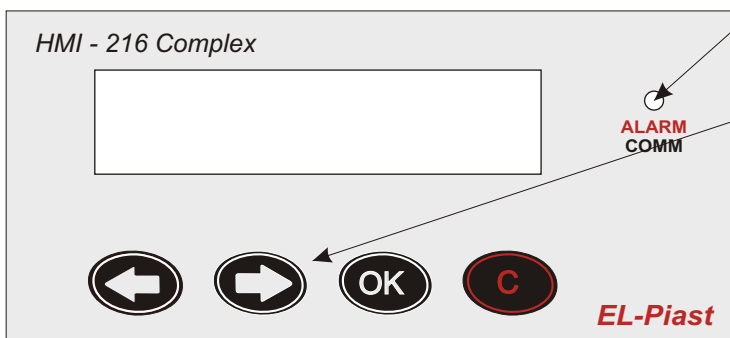 HMI - 216 Complex
ALARM
COMM
OK
C
EL-Piast